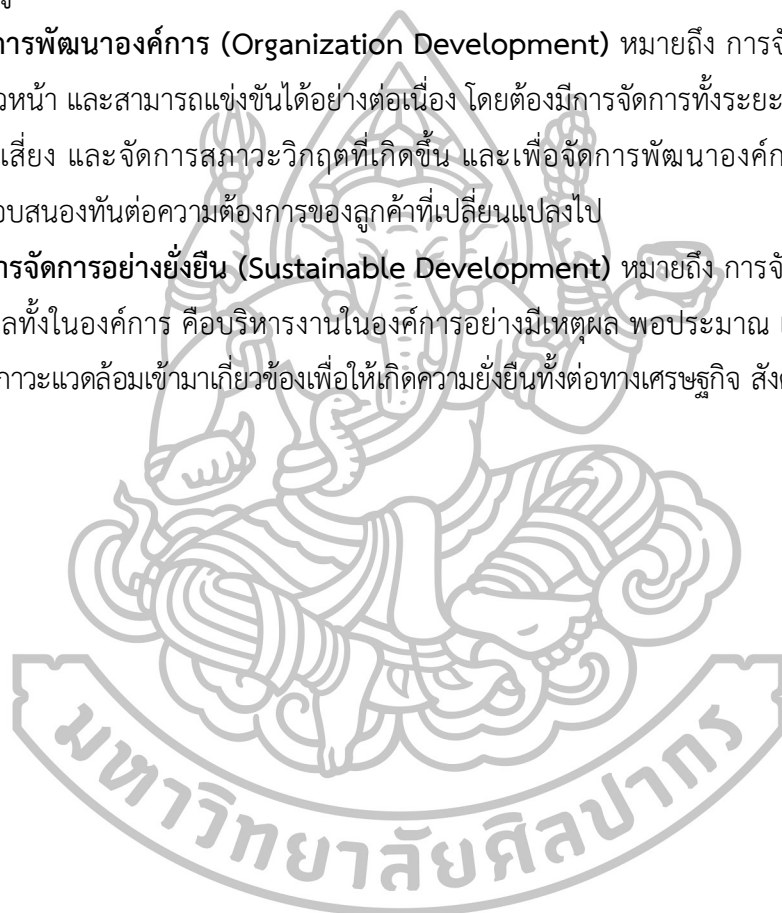 การพัฒนาองค์การ (Organization Development) หมายถึง
วหน้า และสามารถแข่งขันได้อย่างต่อเนื่อง โดยต้องมีการจัดการทั้งระยะ
เสี่ยง และจัดการสภาวะวิกฤตที่เกิดขึ้น และเพื่อจัดการพัฒนาองค์ก
อบสนองทันต่อความต้องการของลูกค้าที่เปลี่ยนแปลงไป
ารจัดการอย่างยั่งยืน (Sustainable Development) หมายถึง
ลทั้งในองค์การ คือบริหารงานในองค์การอย่างมีเหตุผล พอประมาณ
ภาวะแวดล้อมเข้ามาเกี่ยวข้องเพื่อให้เกิดความยั่งยืนทั้งต่อทางเศรษฐกิจ
มหาวิทยาลัยศิลปากร